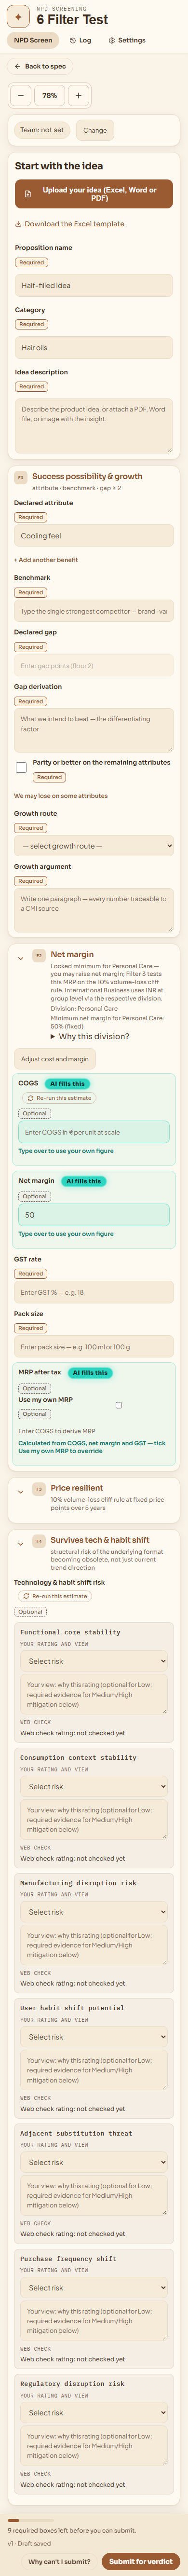 NPD SCREENING
6 Filter Test
NPD Screen
Log
Settings
Back to spec
78%
Team: not set
Change
Start with the idea
Upload your idea (Excel, Word or
PDF)
Download the Excel template
Proposition name
Required
Half-filled idea
Category
Required
Hair oils
Idea description
Required
Describe the product idea, or attach a PDF, Word
file, or image with the insight.
F1
Success possibility & growth
attribute · benchmark · gap ≥ 2
Declared attribute
Required
Cooling feel
+ Add another benefit
Benchmark
Required
Type the single strongest competitor — brand · var
Declared gap
Required
Enter gap points (floor 2)
Gap derivation
Required
What we intend to beat — the differentiating
factor
Parity or better on the remaining attributes
Required
We may lose on some attributes
Growth route
Required
— select growth route —
Growth argument
Required
Write one paragraph — every number traceable to
a CMI source
F2
Net margin
Locked minimum for Personal Care —
you may raise net margin; Filter 3 tests
this MRP on the 10% volume-loss cliff
rule. International Business uses INR at
group level via the respective division.
Division: Personal Care
Minimum net margin for Personal Care:
50% (fixed)
Why this division?
Adjust cost and margin
COGS
AI fills this
Re-run this estimate
Optional
Enter COGS in ₹ per unit at scale
Type over to use your own figure
Net margin
AI fills this
Optional
50
Type over to use your own figure
GST rate
Required
Enter GST % — e.g. 18
Pack size
Required
Enter pack size — e.g. 100 ml or 100 g
MRP after tax
AI fills this
Optional
Use my own MRP
Optional
Enter COGS to derive MRP
Calculated from COGS, net margin and GST — tick
Use my own MRP to override
F3
Price resilient
10% volume-loss cliff rule at fixed price
points over 5 years
F4
Survives tech & habit shift
structural risk of the underlying format
becoming obsolete, not just current
trend direction
Technology & habit shift risk
Re-run this estimate
Optional
Functional core stability
YOUR RATING AND VIEW
Select risk
Your view: why this rating (optional for Low;
required evidence for Medium/High
mitigation below)
WEB CHECK
Web check rating: not checked yet
Consumption context stability
YOUR RATING AND VIEW
Select risk
Your view: why this rating (optional for Low;
required evidence for Medium/High
mitigation below)
WEB CHECK
Web check rating: not checked yet
Manufacturing disruption risk
YOUR RATING AND VIEW
Select risk
Your view: why this rating (optional for Low;
required evidence for Medium/High
mitigation below)
WEB CHECK
Web check rating: not checked yet
User habit shift potential
YOUR RATING AND VIEW
Select risk
Your view: why this rating (optional for Low;
required evidence for Medium/High
mitigation below)
WEB CHECK
Web check rating: not checked yet
Adjacent substitution threat
YOUR RATING AND VIEW
Select risk
Your view: why this rating (optional for Low;
required evidence for Medium/High
mitigation below)
WEB CHECK
Web check rating: not checked yet
Purchase frequency shift
YOUR RATING AND VIEW
Select risk
Your view: why this rating (optional for Low;
required evidence for Medium/High
mitigation below)
WEB CHECK
Web check rating: not checked yet
Regulatory disruption risk
YOUR RATING AND VIEW
Select risk
Your view: why this rating (optional for Low;
required evidence for Medium/High
mitigation below)
WEB CHECK
Web check rating: not checked yet
9 required boxes left before you can submit.
v1 · Draft saved
Why can't I submit?
Submit for verdict